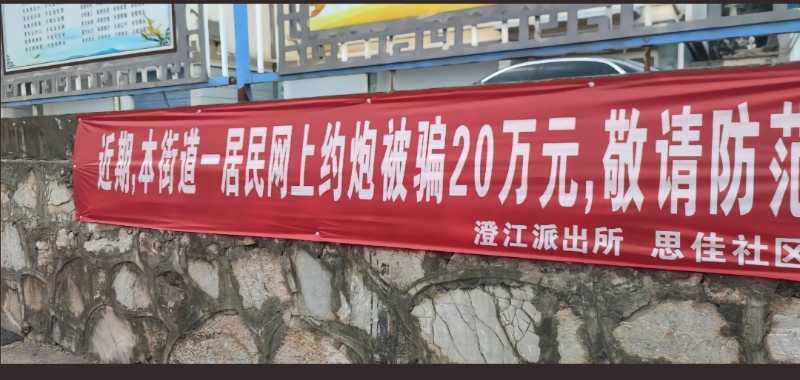 近期,本街道一居民网上约炮被骗20万元,敬请防范
澄江派出所 思佳社区